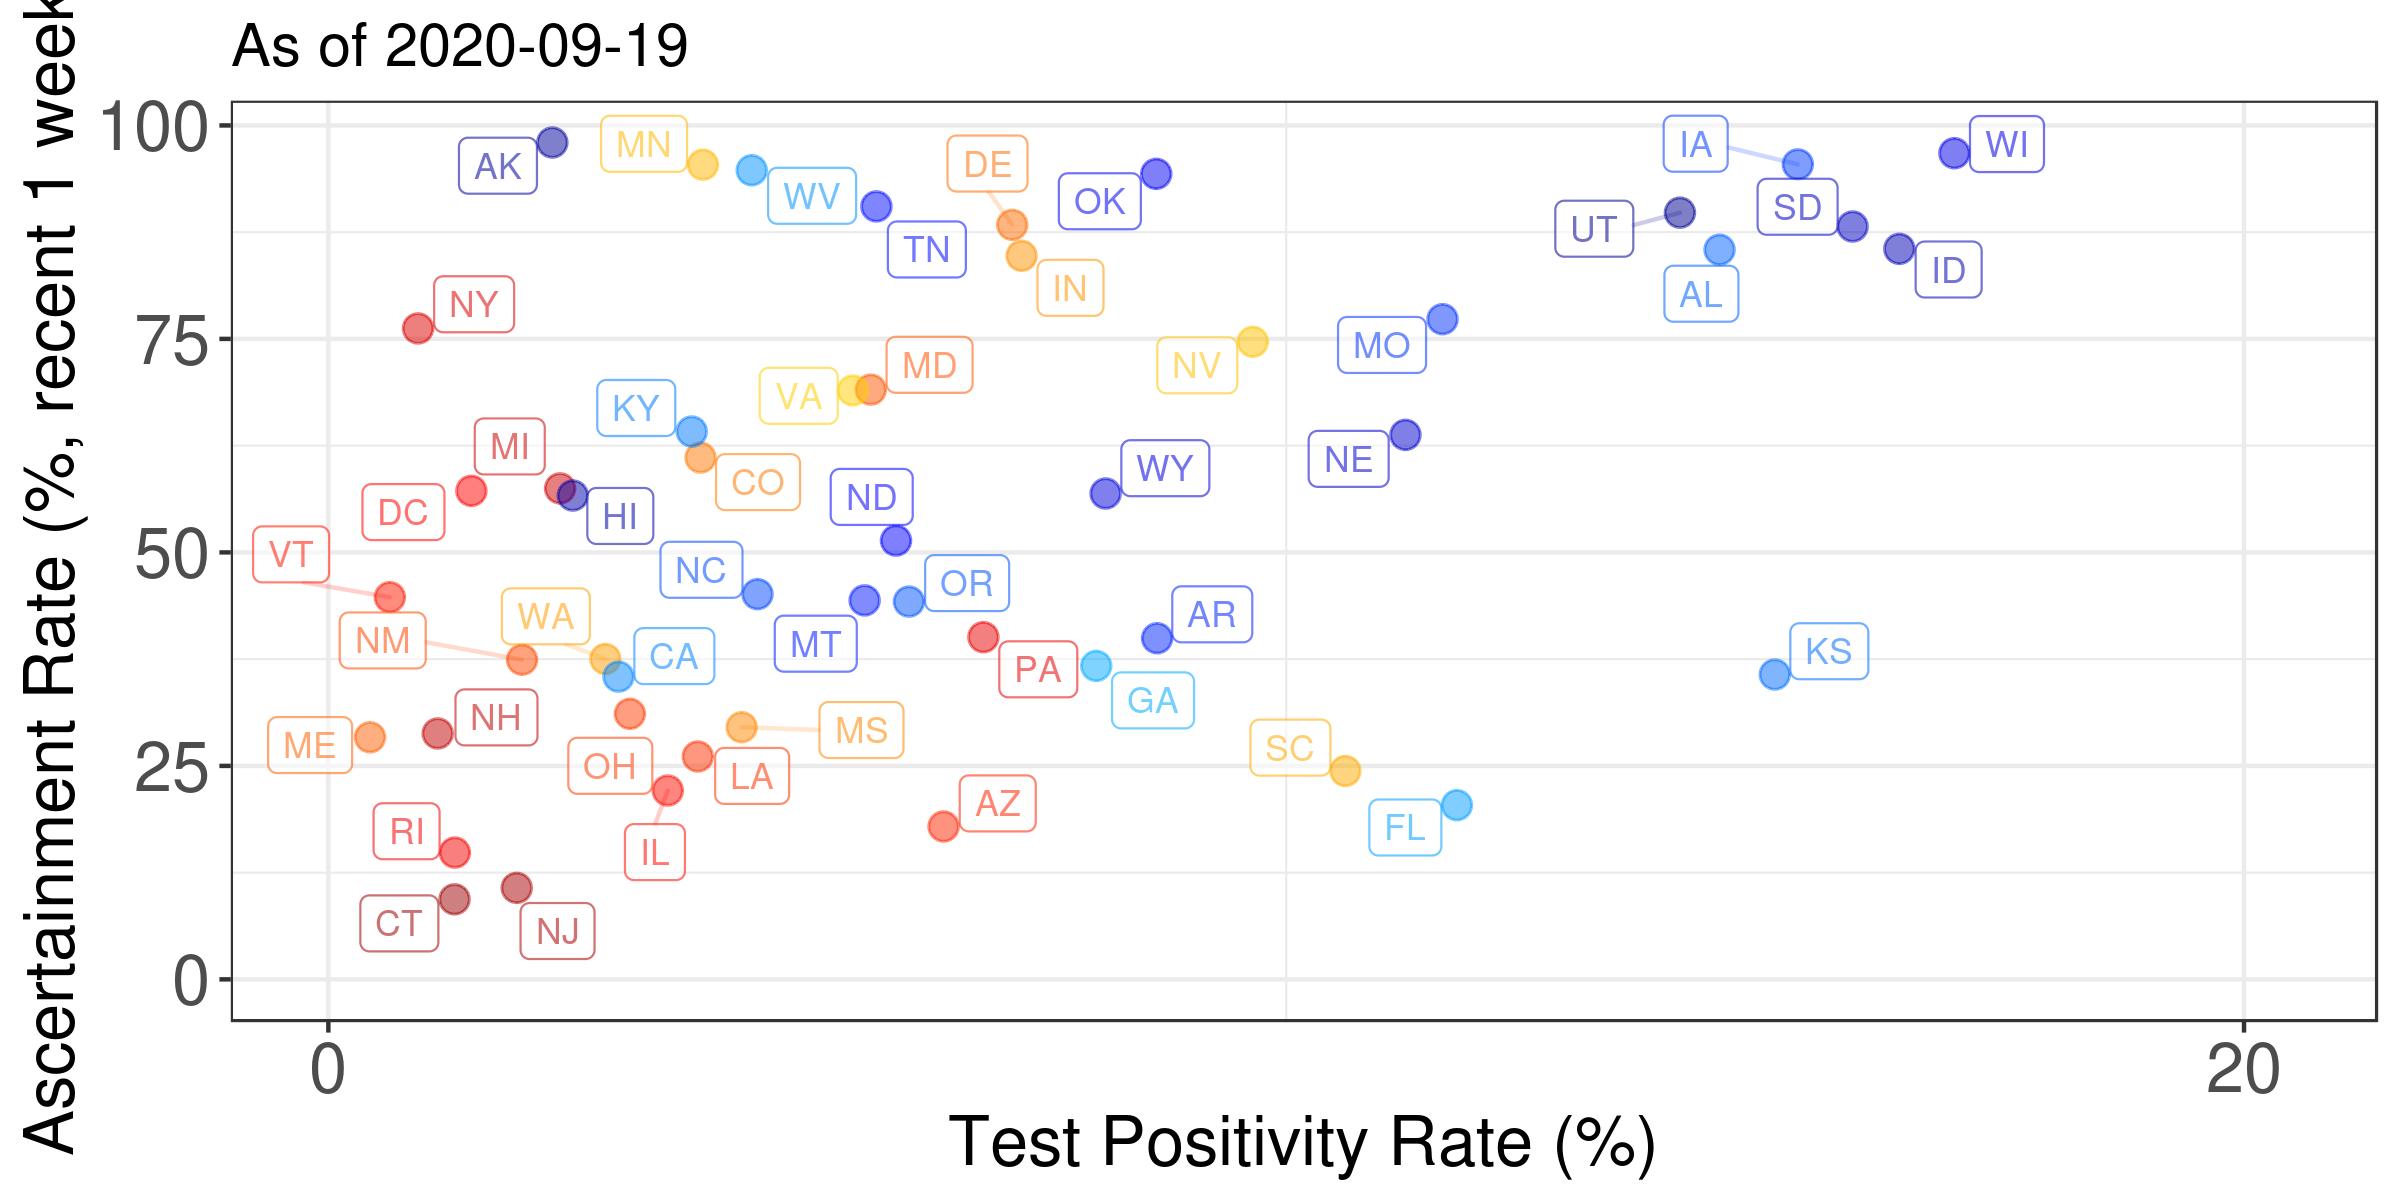 As of 2020-09-19
Ascertainment Rate (%, recent 1 week
100
75
50
25
0
AK
MN
WV
TN
DE
OK
IN
IA
WI
UT
SD
AL
ID
NY
MD
VA
NV
MO
KY
MI
CO
DC
HI
ND
WY
NE
VT
NC
OR
WA
NM
CA
MT
PA
AR
GA
KS
NH
ME
MS
OH
LA
SC
RI
IL
AZ
FL
CT
NJ
0
20
Test Positivity Rate (%)